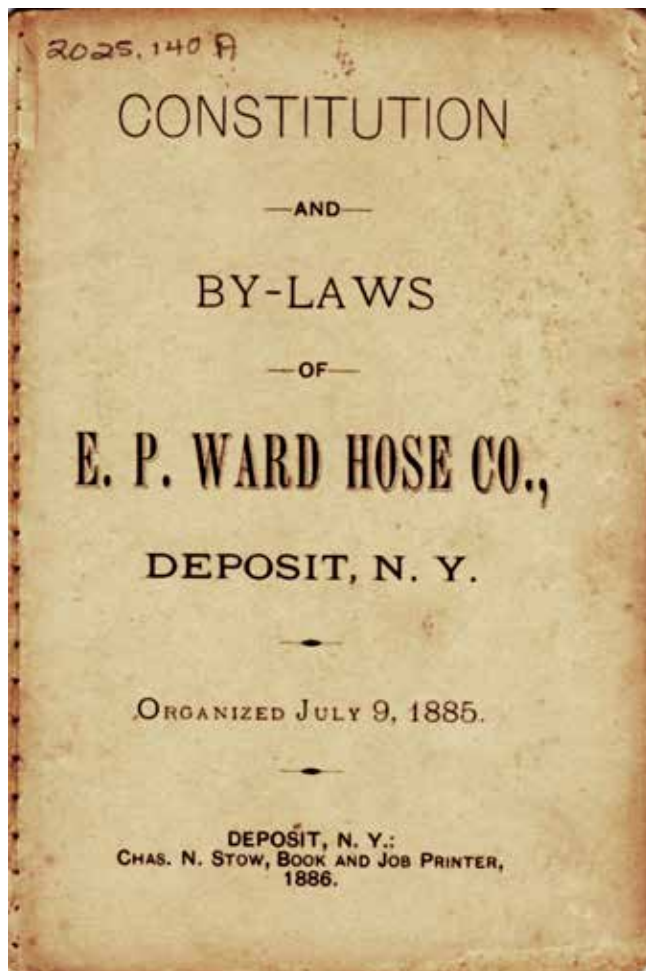 2025.140 A
CONSTITUTION
—AND—
BY-LAWS
—OF—
E. P. WARD HOSE CO.,
DEPOSIT, N. Y.
ORGANIZED JULY 9, 1885.
DEPOSIT, N. Y.:
CHAS. N. STOW, BOOK AND JOB PRINTER,
1886.